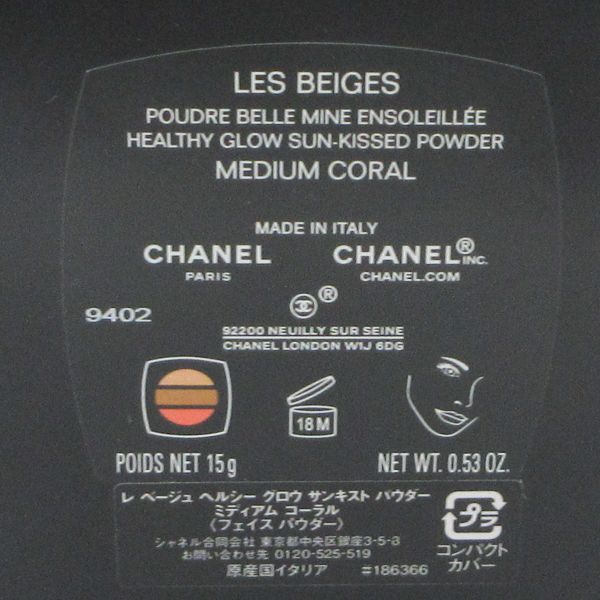 LES BEIGES
POUDRE BELLE MINE ENSOLEILLÉE
HEALTHY GLOW SUN-KISSED POWDER
MEDIUM CORAL
MADE IN ITALY
CHANEL CHANEL® INC.
PARIS CHANEL.COM
9402
®
92200 NEUILLY SUR SEINE
CHANEL LONDON W1J 6DG
18M
POIDS NET 15g NET WT. 0.53 OZ.
レ ベージュ ヘルシー グロウ サンキスト パウダー
ミディアム コーラル
〈フェイス パウダー〉
シャネル合同会社 東京都中央区銀座3-5-3
お問い合わせ先 0120-525-519
原産国イタリア #186366
プラ
コンパクト
カバー